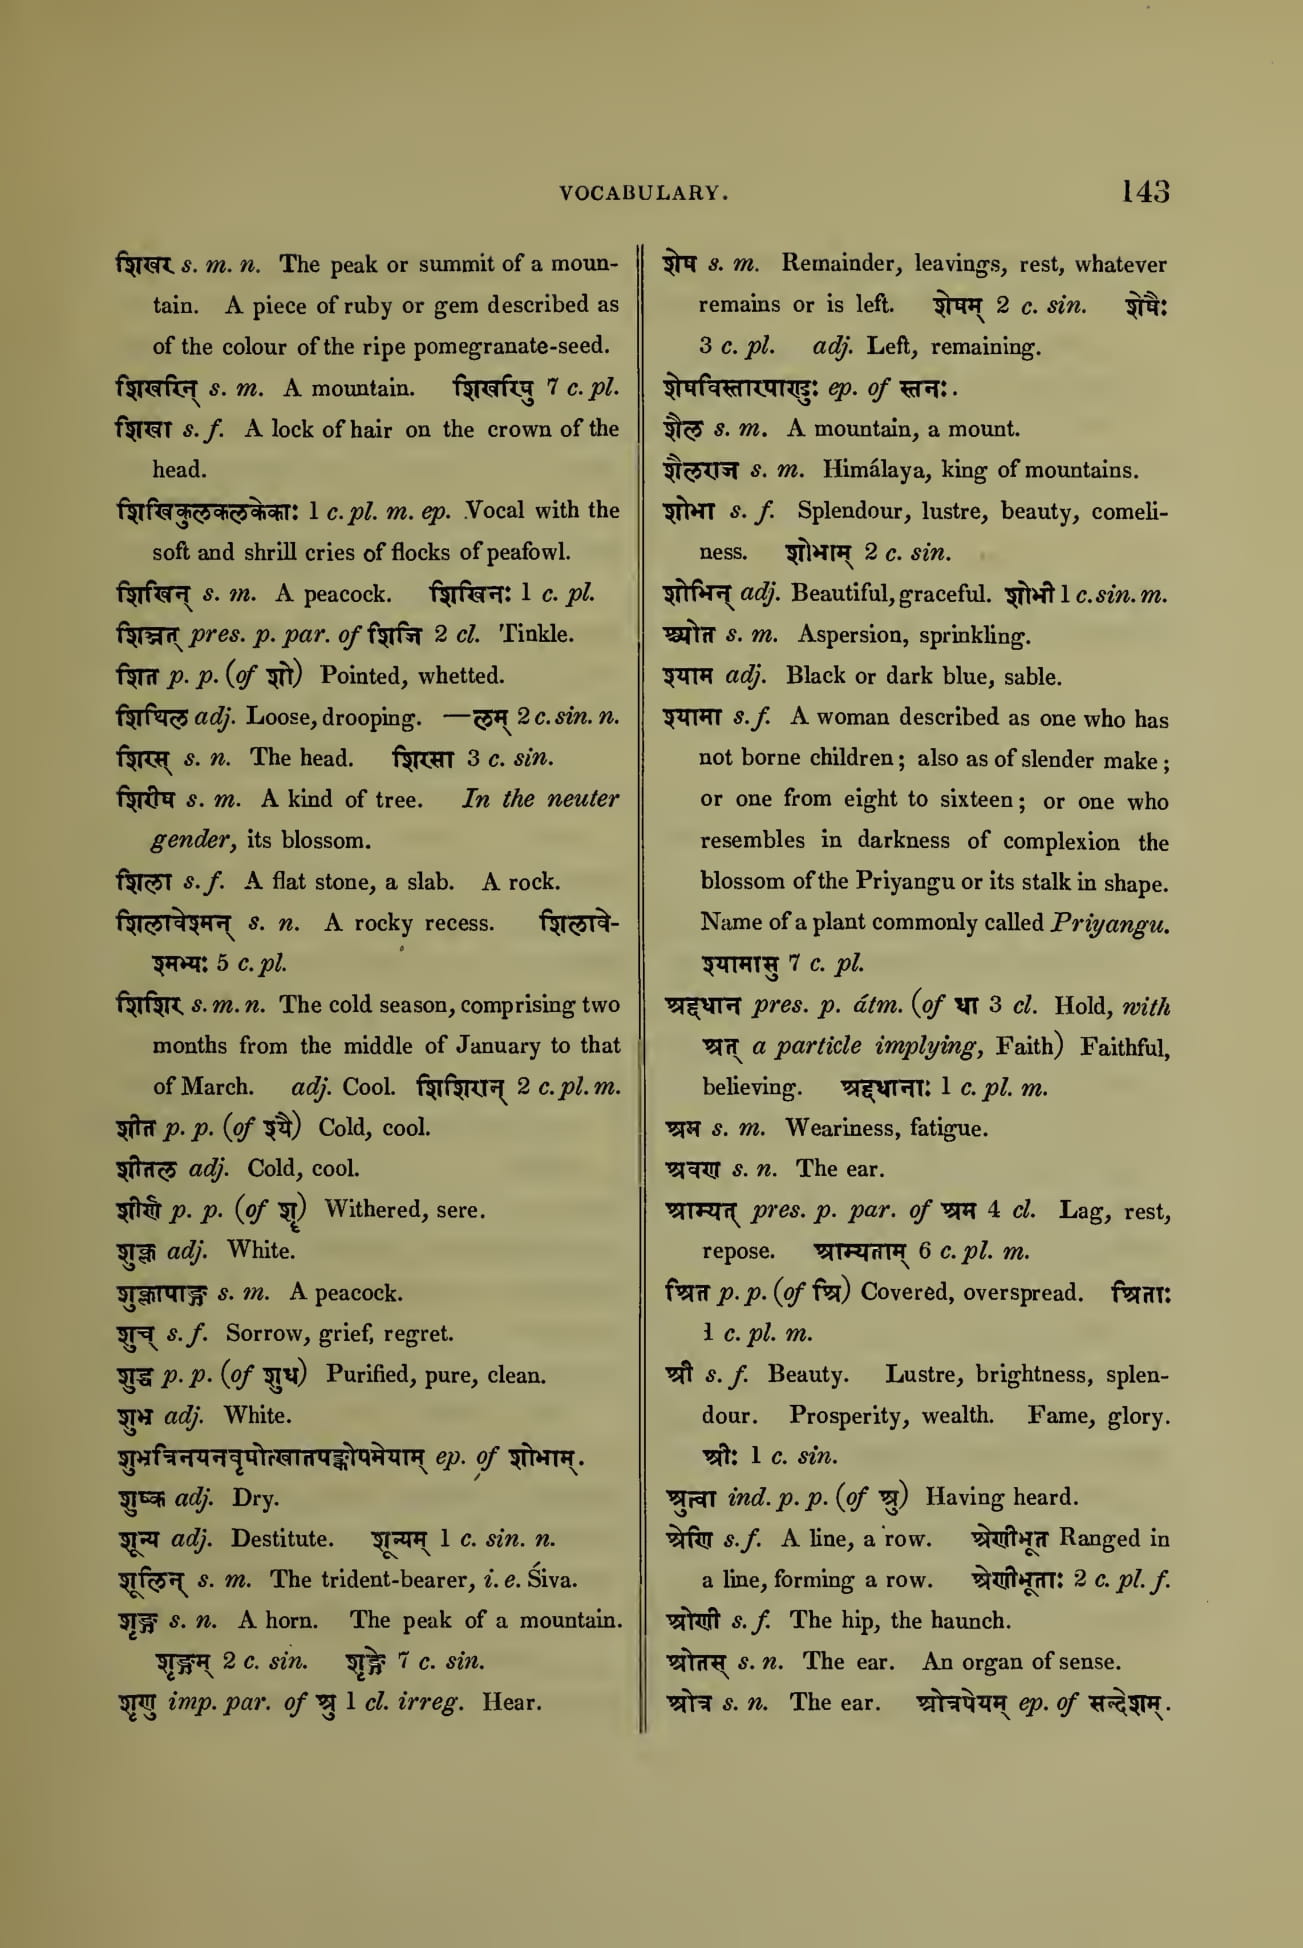 VOCABULARY.
143
शिखर s. m. n. The peak or summit of a moun-
tain. A piece of ruby or gem described as
of the colour of the ripe pomegranate-seed.
शिखरिन् s. m. A mountain. शिखरिषु 7 c. pl.
शिखा s. f. A lock of hair on the crown of the
head.
शिखिकुलकलकेकाः 1 c. pl. m. ep. Vocal with the
soft and shrill cries of flocks of peafowl.
शिखिन् s. m. A peacock. शिखिनः 1 c. pl.
शिञ्जत् pres. p. par. of शिजि 2 cl. Tinkle.
शित p. p. (of शो) Pointed, whetted.
शिथिल adj. Loose, drooping. —लम् 2 c. sin. n.
शिरस् s. n. The head. शिरसा 3 c. sin.
शिरीष s. m. A kind of tree. In the neuter
gender, its blossom.
शिला s. f. A flat stone, a slab. A rock.
शिलावेश्मन् s. n. A rocky recess. शिलावे-
श्मभ्यः 5 c. pl.
शिशिर s. m. n. The cold season, comprising two
months from the middle of January to that
of March. adj. Cool. शिशिरान् 2 c. pl. m.
शीत p. p. (of श्यै) Cold, cool.
शीतल adj. Cold, cool.
शीर्ण p. p. (of शॄ) Withered, sere.
शुक्ल adj. White.
शुक्लापाङ्ग s. m. A peacock.
शुच् s. f. Sorrow, grief, regret.
शुद्ध p. p. (of शुध) Purified, pure, clean.
शुभ्र adj. White.
शुभ्रत्रिनयनवृषोत्खातपङ्कोपमेयाम् ep. of शोभाम्.
शुष्क adj. Dry.
शून्य adj. Destitute. शून्यम् 1 c. sin. n.
शूलिन् s. m. The trident-bearer, i. e. Śiva.
शृङ्ग s. n. A horn. The peak of a mountain.
शृङ्गम् 2 c. sin. शृङ्गे 7 c. sin.
शृणु imp. par. of श्रु 1 cl. irreg. Hear.
शेष s. m. Remainder, leavings, rest, whatever
remains or is left. शेषम् 2 c. sin. शेषैः
3 c. pl. adj. Left, remaining.
शेषविस्तारपाण्डुः ep. of स्तनः.
शैल s. m. A mountain, a mount.
शैलराज s. m. Himálaya, king of mountains.
शोभा s. f. Splendour, lustre, beauty, comeli-
ness. शोभाम् 2 c. sin.
शोभिन् adj. Beautiful, graceful. शोभी 1 c. sin. m.
श्च्योत s. m. Aspersion, sprinkling.
श्याम adj. Black or dark blue, sable.
श्यामा s. f. A woman described as one who has
not borne children; also as of slender make;
or one from eight to sixteen; or one who
resembles in darkness of complexion the
blossom of the Priyangu or its stalk in shape.
Name of a plant commonly called Priyangu.
श्यामासु 7 c. pl.
श्रद्दधान pres. p. átm. (of धा 3 cl. Hold, with
श्रत् a particle implying, Faith) Faithful,
believing. श्रद्दधानाः 1 c. pl. m.
श्रम s. m. Weariness, fatigue.
श्रवण s. n. The ear.
श्राम्यत् pres. p. par. of श्रम 4 cl. Lag, rest,
repose. श्राम्यताम् 6 c. pl. m.
श्रित p. p. (of श्रि) Covered, overspread. श्रिताः
1 c. pl. m.
श्री s. f. Beauty. Lustre, brightness, splen-
dour. Prosperity, wealth. Fame, glory.
श्रीः 1 c. sin.
श्रुत्वा ind. p. p. (of श्रु) Having heard.
श्रेणि s. f. A line, a row. श्रेणीभूत Ranged in
a line, forming a row. श्रेणीभूताः 2 c. pl. f.
श्रोणी s. f. The hip, the haunch.
श्रोतस् s. n. The ear. An organ of sense.
श्रोत्र s. n. The ear. श्रोत्रपेयम् ep. of सन्देशम्.